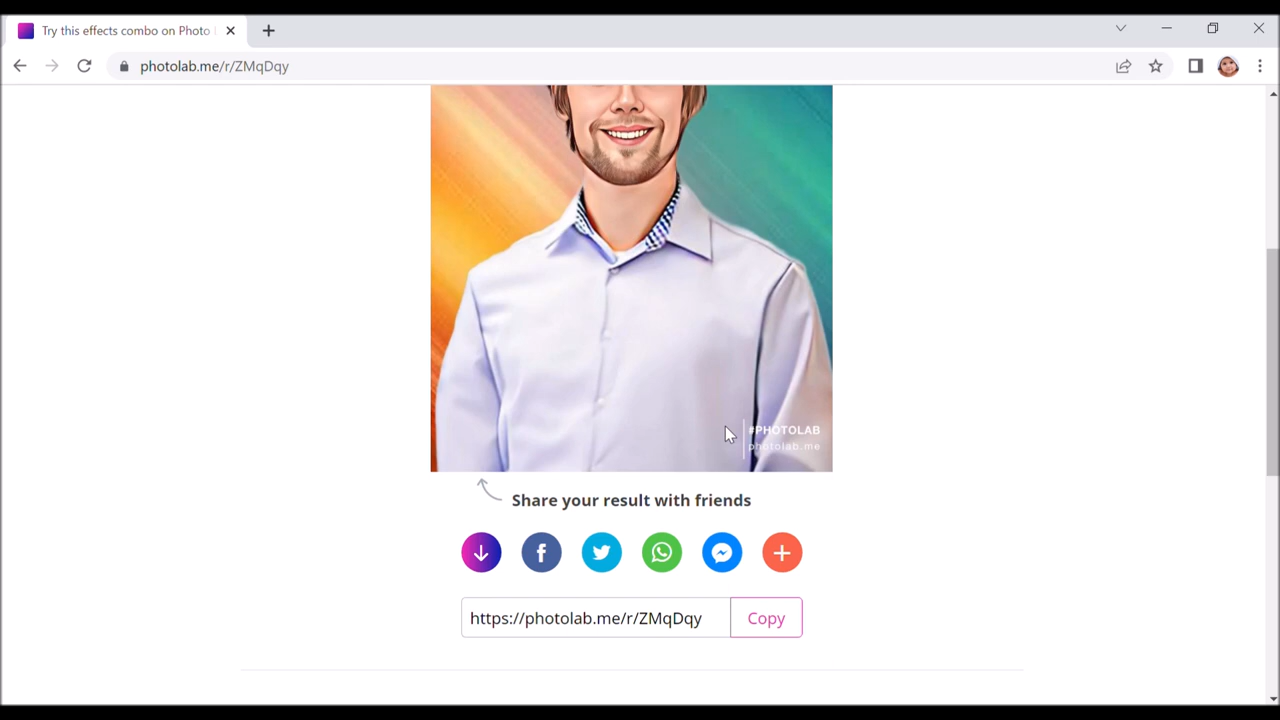 Try this effects combo on Photo
photolab.me/r/ZMqDqy
#PHOTOLAB
photolab.me
Share your result with friends
https://photolab.me/r/ZMqDqy
Copy